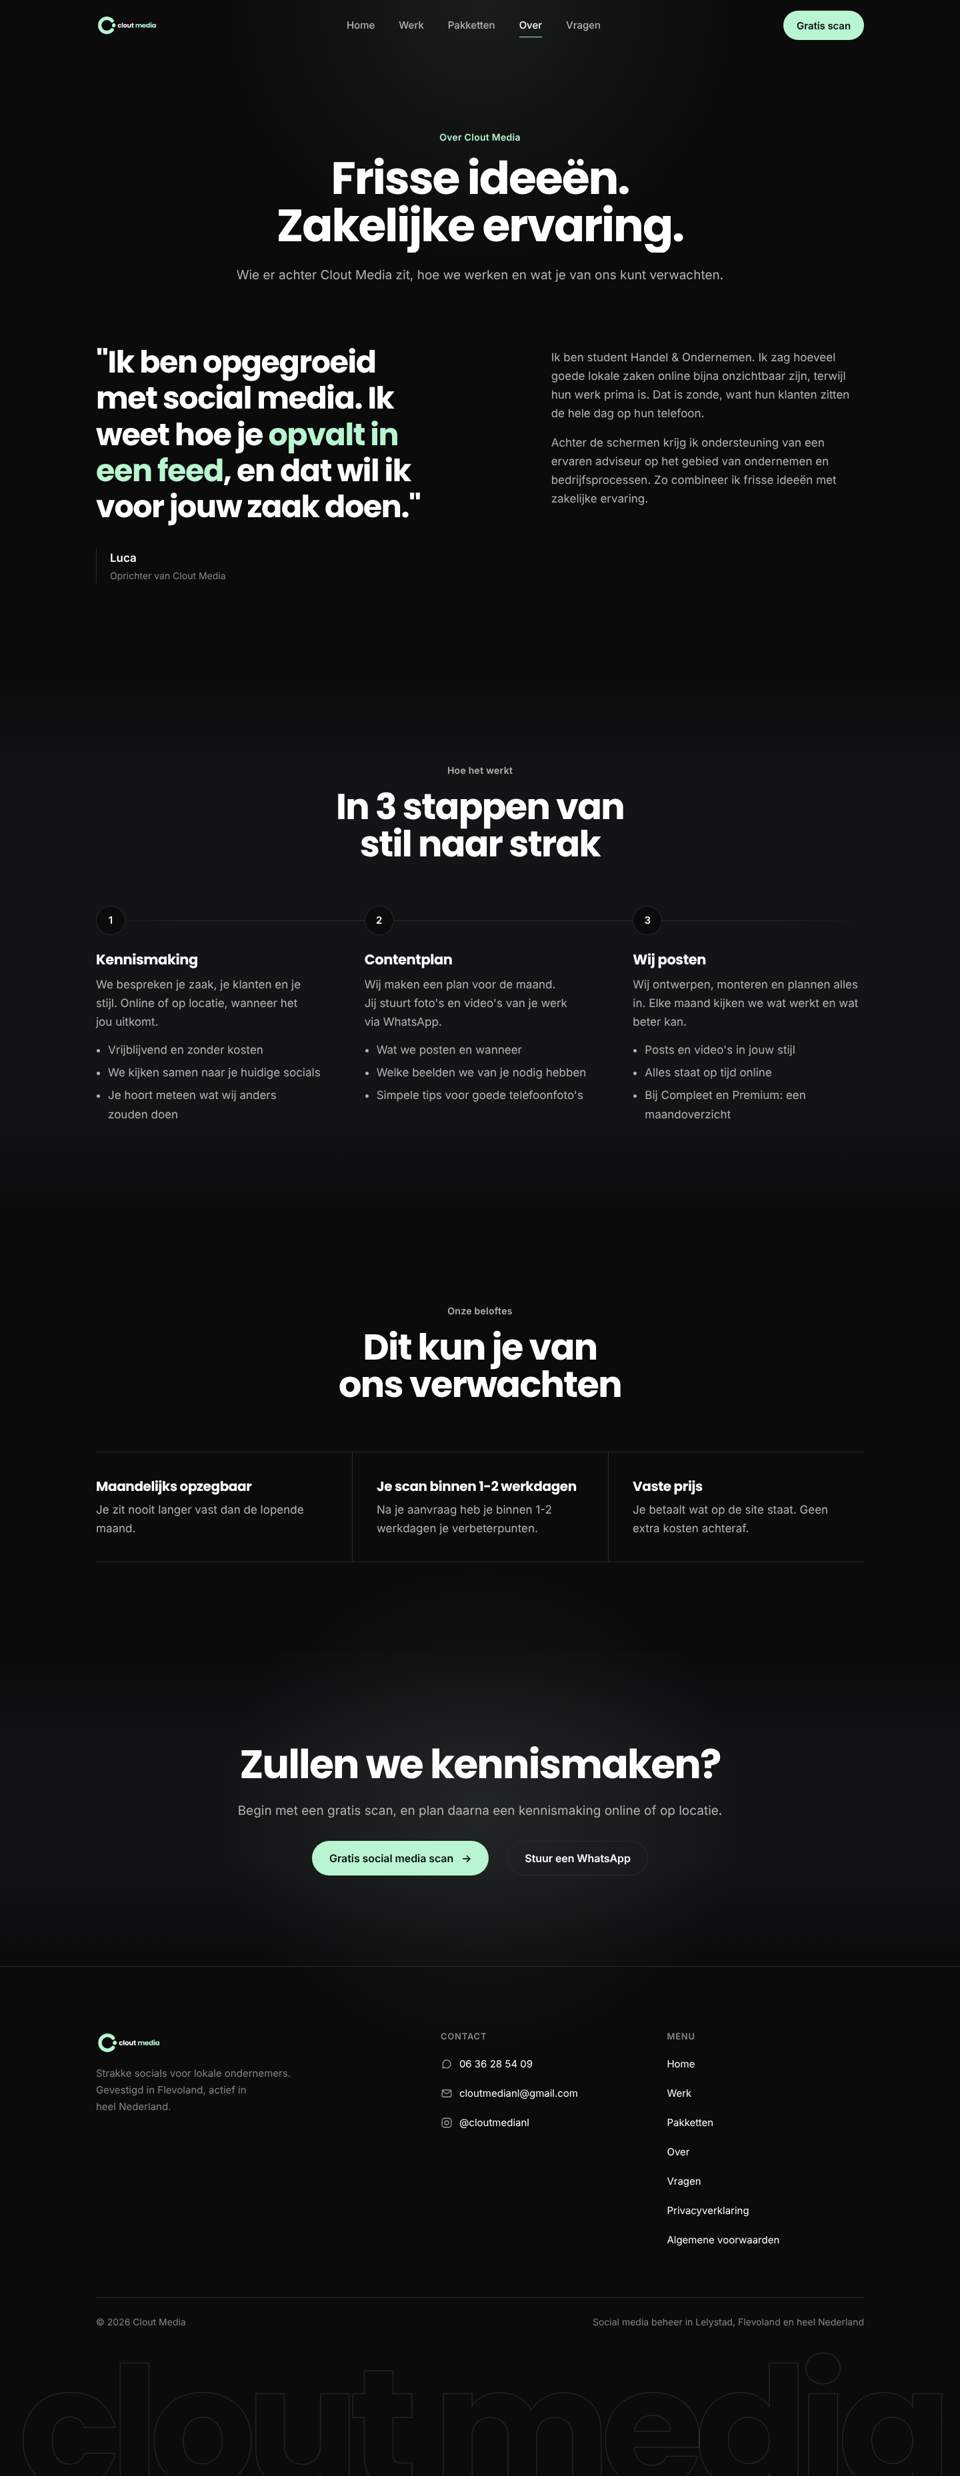 clout media
Home
Werk
Pakketten
Over
Vragen
Gratis scan
Over Clout Media
Frisse ideeën.
Zakelijke ervaring.
Wie er achter Clout Media zit, hoe we werken en wat je van ons kunt verwachten.
"Ik ben opgegroeid
met social media. Ik
weet hoe je opvalt in
een feed, en dat wil ik
voor jouw zaak doen."
Luca
Oprichter van Clout Media
Ik ben student Handel & Ondernemen. Ik zag hoeveel
goede lokale zaken online bijna onzichtbaar zijn, terwijl
hun werk prima is. Dat is zonde, want hun klanten zitten
de hele dag op hun telefoon.
Achter de schermen krijg ik ondersteuning van een
ervaren adviseur op het gebied van ondernemen en
bedrijfsprocessen. Zo combineer ik frisse ideeën met
zakelijke ervaring.
Hoe het werkt
In 3 stappen van
stil naar strak
1
Kennismaking
We bespreken je zaak, je klanten en je
stijl. Online of op locatie, wanneer het
jou uitkomt.
• Vrijblijvend en zonder kosten
• We kijken samen naar je huidige socials
• Je hoort meteen wat wij anders
zouden doen
2
Contentplan
Wij maken een plan voor de maand.
Jij stuurt foto's en video's van je werk
via WhatsApp.
• Wat we posten en wanneer
• Welke beelden we van je nodig hebben
• Simpele tips voor goede telefoonfoto's
3
Wij posten
Wij ontwerpen, monteren en plannen alles
in. Elke maand kijken we wat werkt en wat
beter kan.
• Posts en video's in jouw stijl
• Alles staat op tijd online
• Bij Compleet en Premium: een
maandoverzicht
Onze beloftes
Dit kun je van
ons verwachten
Maandelijks opzegbaar
Je zit nooit langer vast dan de lopende
maand.
Je scan binnen 1-2 werkdagen
Na je aanvraag heb je binnen 1-2
werkdagen je verbeterpunten.
Vaste prijs
Je betaalt wat op de site staat. Geen
extra kosten achteraf.
Zullen we kennismaken?
Begin met een gratis scan, en plan daarna een kennismaking online of op locatie.
Gratis social media scan →
Stuur een WhatsApp
clout media
Strakke socials voor lokale ondernemers.
Gevestigd in Flevoland, actief in
heel Nederland.
CONTACT
06 36 28 54 09
cloutmedianl@gmail.com
@cloutmedianl
MENU
Home
Werk
Pakketten
Over
Vragen
Privacyverklaring
Algemene voorwaarden
© 2026 Clout Media
Social media beheer in Lelystad, Flevoland en heel Nederland
clout media